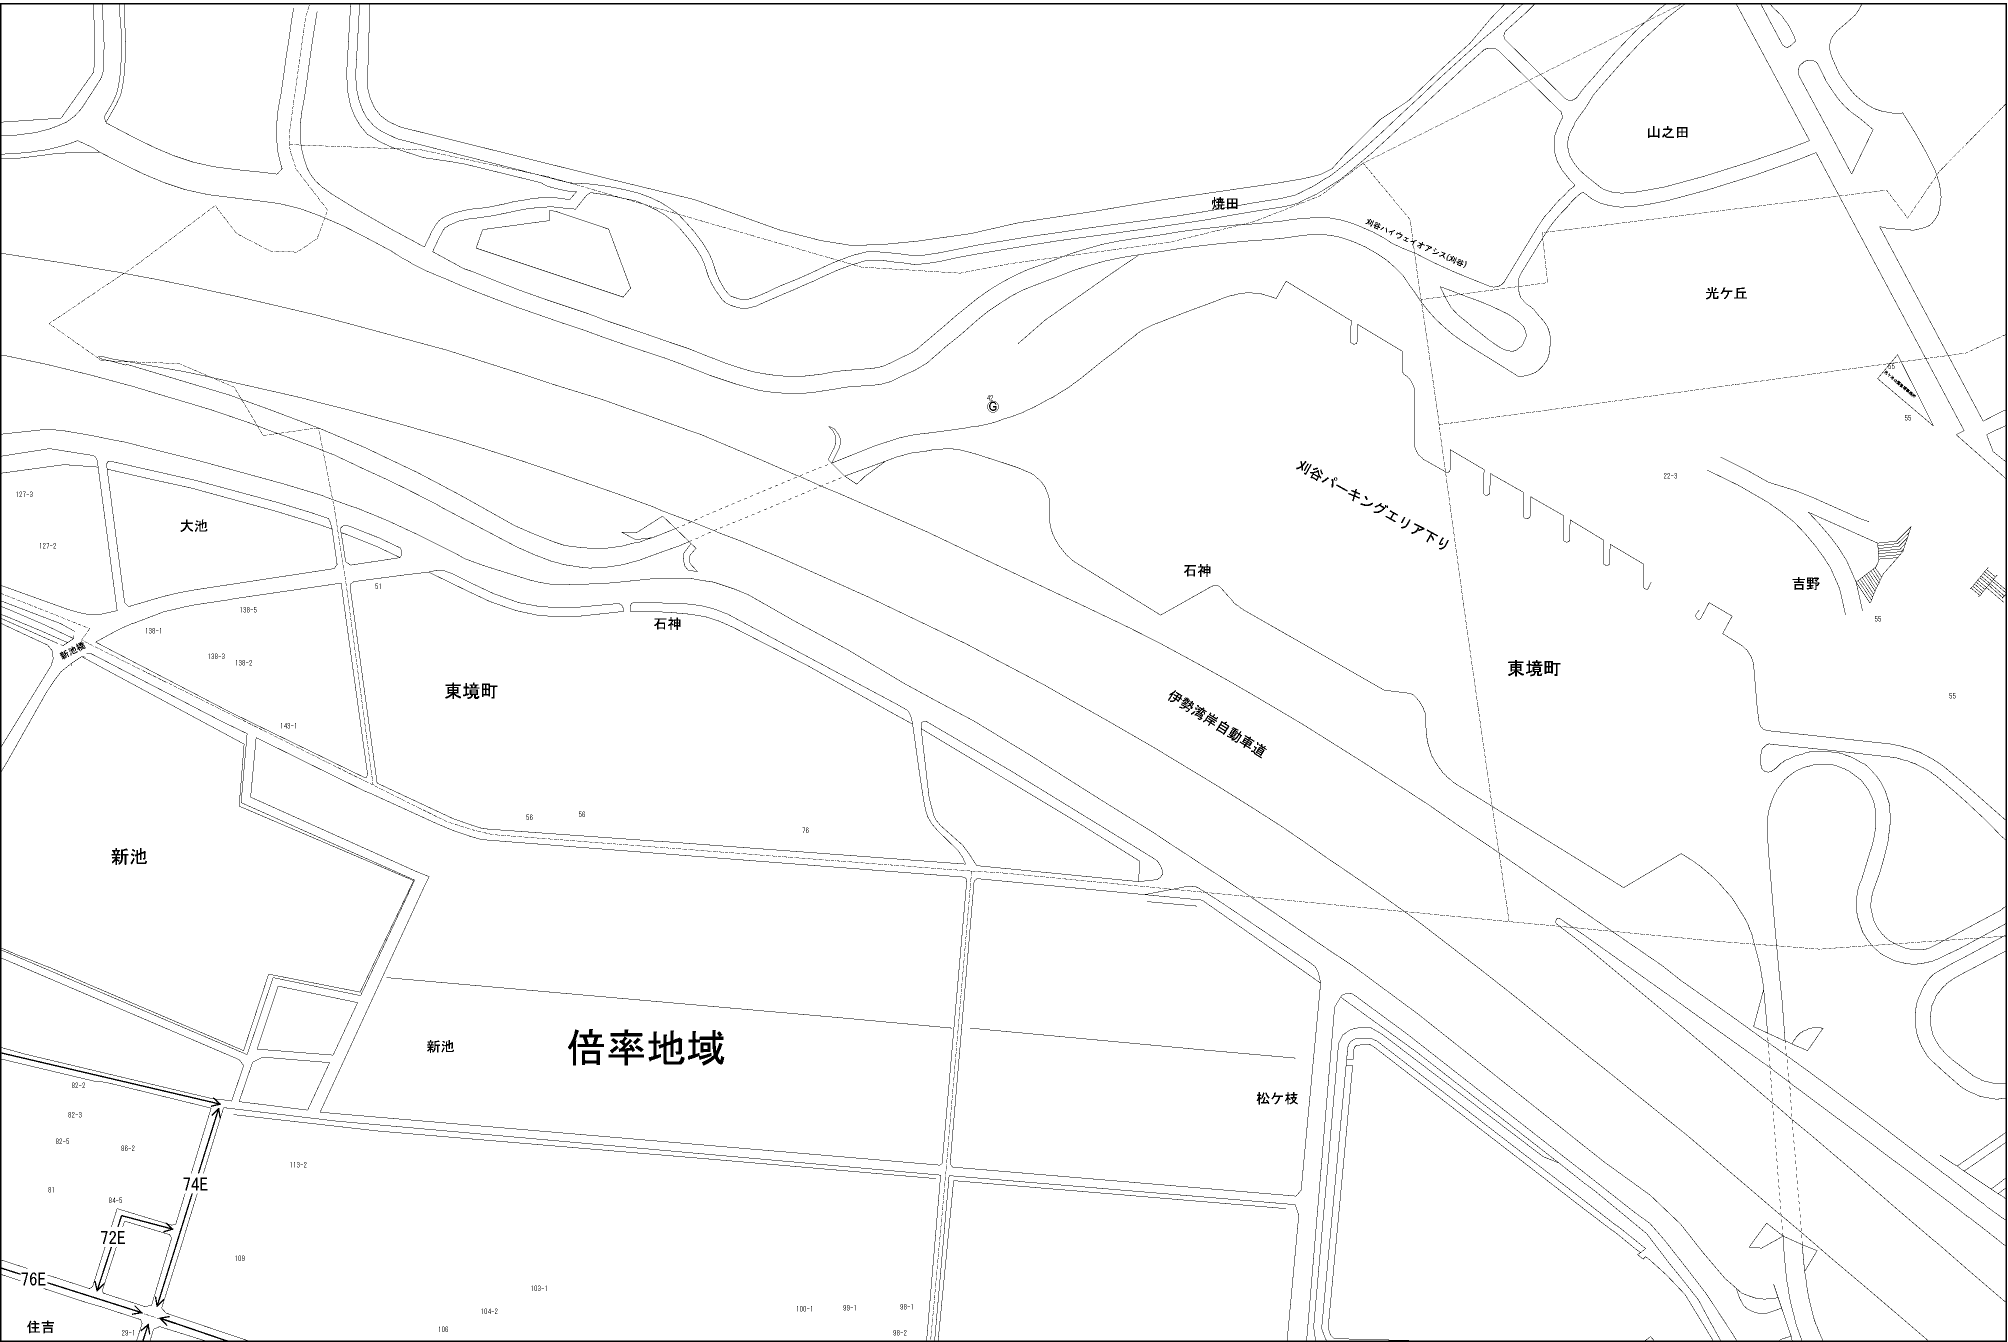 山之田
焼田
刈谷ハイウェイオアシス(刈谷)
光ケ丘
55
42
G
55
刈谷パーキングエリア下り
22-3
127-3
大池
127-2
石神
吉野
51
138-5
石神
55
138-1
新池橋
138-3
138-2
東境町
東境町
55
143-1
伊勢湾岸自動車道
56
56
76
新池
新池
倍率地域
82-2
松ケ枝
82-3
82-5
86-2
113-2
81
74E
84-5
72E
109
76E
103-1
104-2
100-1
99-1
98-1
住吉
29-1
106
98-2